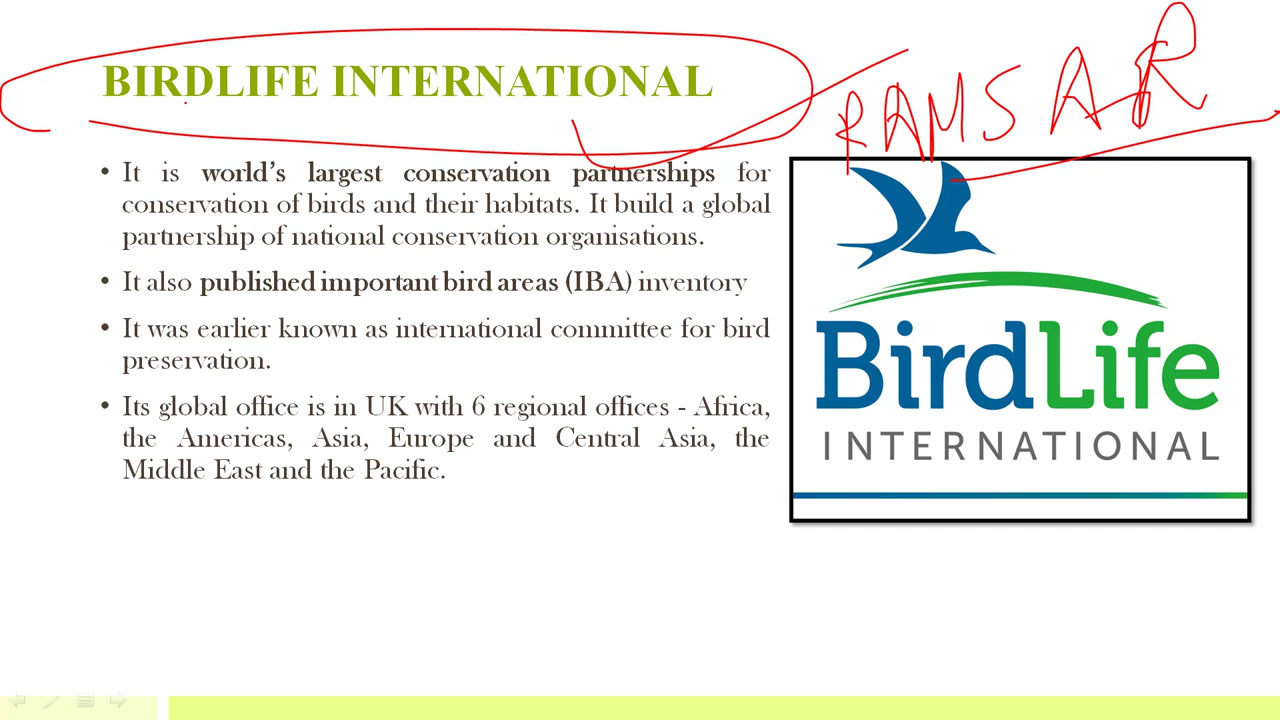 BIRDLIFE INTERNATIONAL
RAMSAR
• It is world's largest conservation partnerships for
conservation of birds and their habitats. It build a global
partnership of national conservation organisations.
• It also published important bird areas (IBA) inventory
• It was earlier known as international committee for bird
preservation.
• Its global office is in UK with 6 regional offices - Africa,
the Americas, Asia, Europe and Central Asia, the
Middle East and the Pacific.
BirdLife
INTERNATIONAL